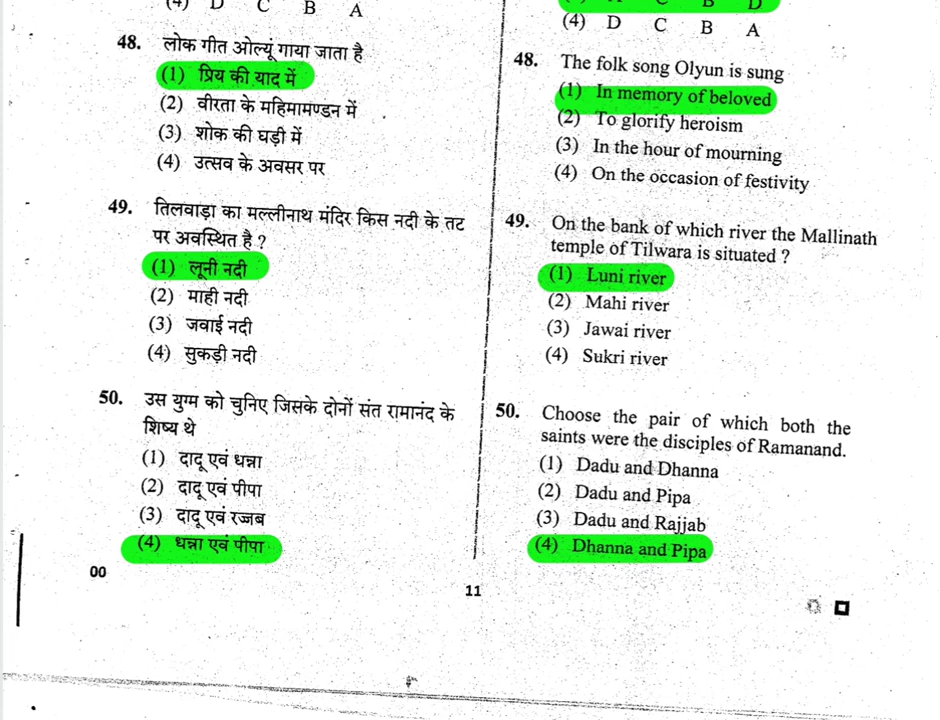 (4) D C B A
48. लोक गीत ओल्यूं गाया जाता है
(1) प्रिय की याद में
(2) वीरता के महिमामण्डन में
(3) शोक की घड़ी में
(4) उत्सव के अवसर पर
49. तिलवाड़ा का मल्लीनाथ मंदिर किस नदी के तट
पर अवस्थित है ?
(1) लूनी नदी
(2) माही नदी
(3) जवाई नदी
(4) सुकड़ी नदी
50. उस युग्म को चुनिए जिसके दोनों संत रामानंद के
शिष्य थे
(1) दादू एवं धन्ना
(2) दादू एवं पीपा
(3) दादू एवं रज्जब
(4) धन्ना एवं पीपा
00
(4) D C B A
48. The folk song Olyun is sung
(1) In memory of beloved
(2) To glorify heroism
(3) In the hour of mourning
(4) On the occasion of festivity
49. On the bank of which river the Mallinath
temple of Tilwara is situated ?
(1) Luni river
(2) Mahi river
(3) Jawai river
(4) Sukri river
50. Choose the pair of which both the
saints were the disciples of Ramanand.
(1) Dadu and Dhanna
(2) Dadu and Pipa
(3) Dadu and Rajjab
(4) Dhanna and Pipa
11